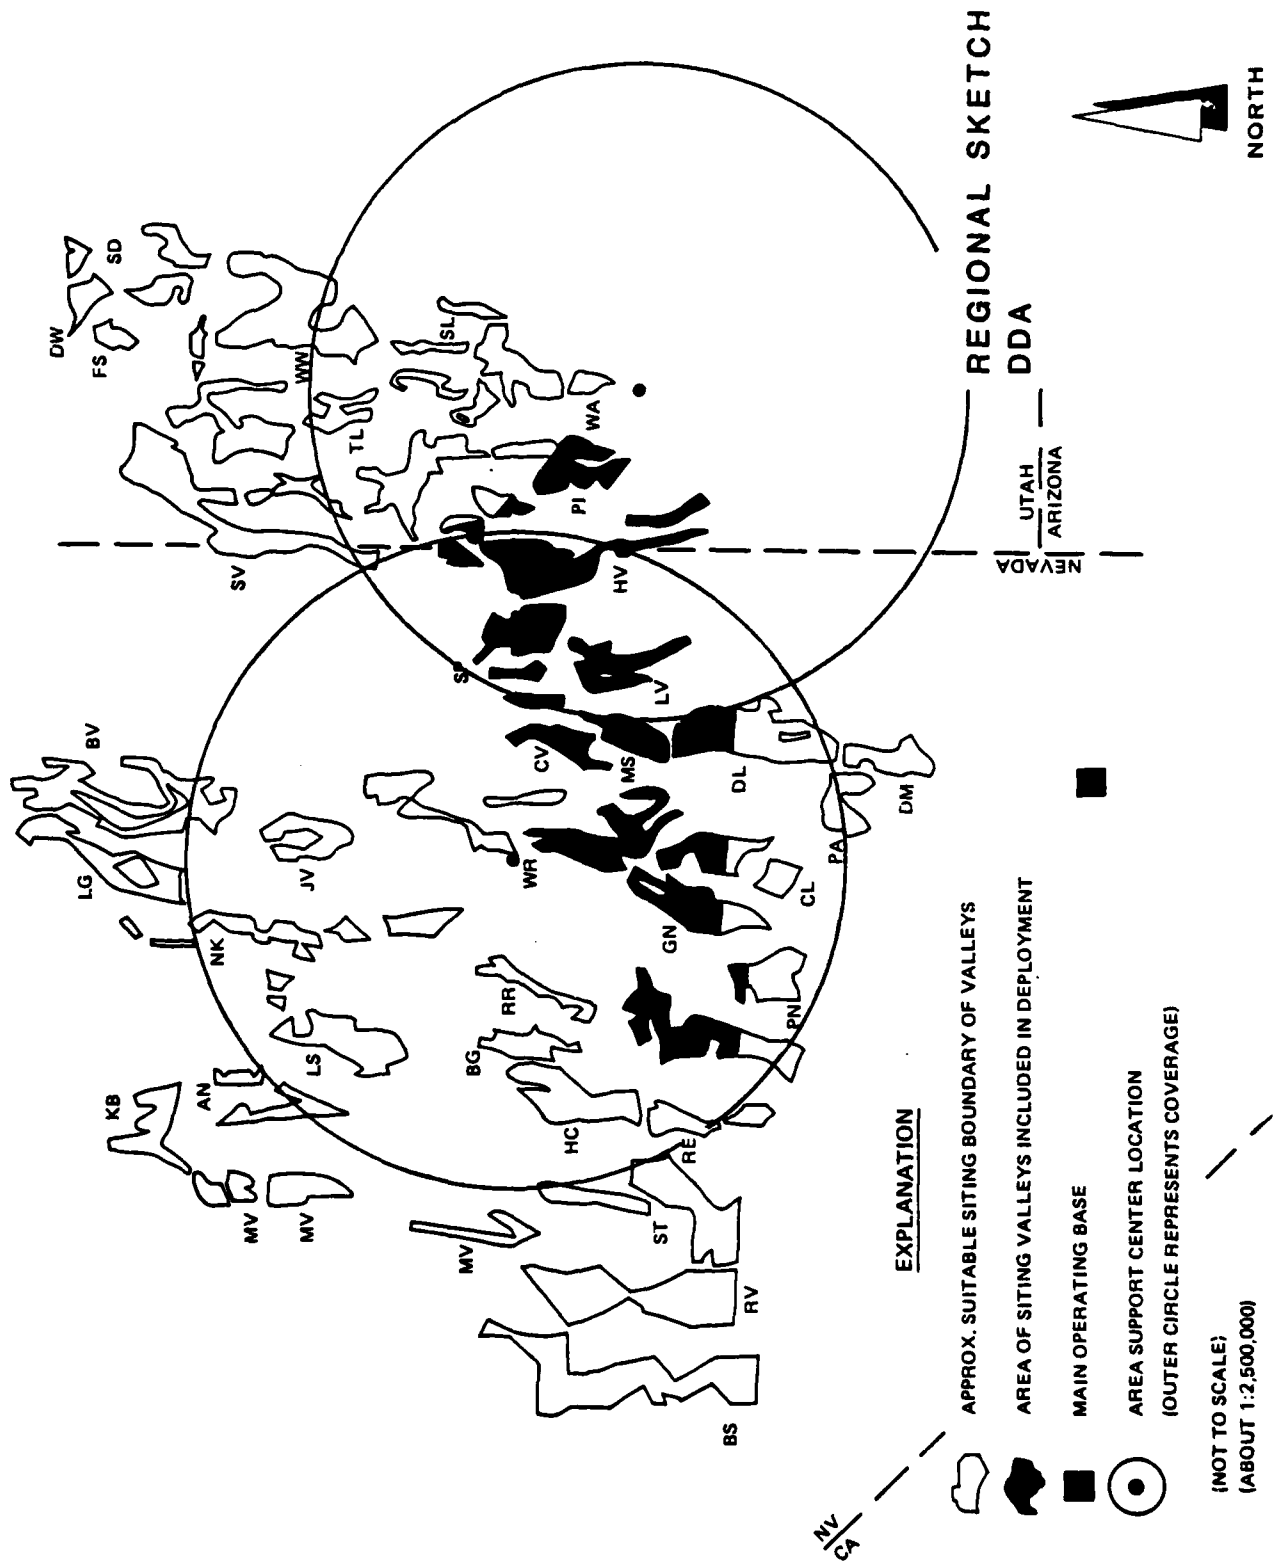 DW
LG
BV
FS
KB
SD
AN
NK
SV
MV
MV
LS
JV
WW
TL
SL
MV
BG
RR
WR
CV
HC
PI
WA
HV
MS
ST
GN
LV
RE
BS
DL
RV
PN
CL
PA
DM
NV
CA
EXPLANATION
APPROX. SUITABLE SITING BOUNDARY OF VALLEYS
AREA OF SITING VALLEYS INCLUDED IN DEPLOYMENT
MAIN OPERATING BASE
AREA SUPPORT CENTER LOCATION
(OUTER CIRCLE REPRESENTS COVERAGE)
(NOT TO SCALE)
(ABOUT 1:2,500,000)
NEVADA
UTAH
ARIZONA
REGIONAL SKETCH
DDA
NORTH